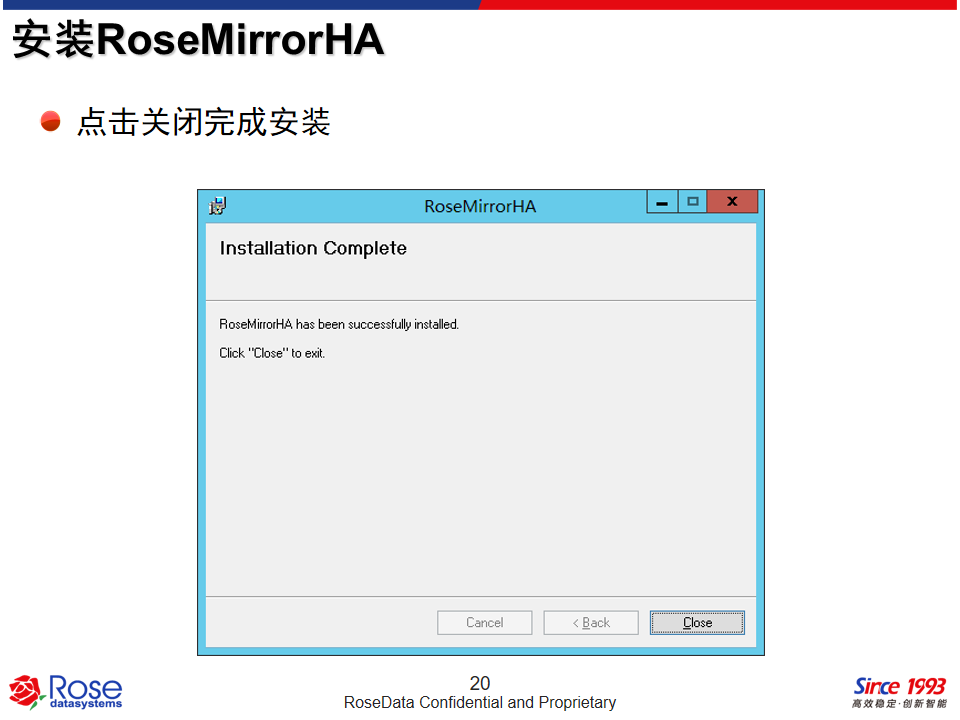 安装RoseMirrorHA
点击关闭完成安装
RoseMirrorHA
Installation Complete
RoseMirrorHA has been successfully installed.
Click "Close" to exit.
Cancel
< Back
Close
Rose
datasystems
20
RoseData Confidential and Proprietary
Since 1993
高效稳定·创新智能